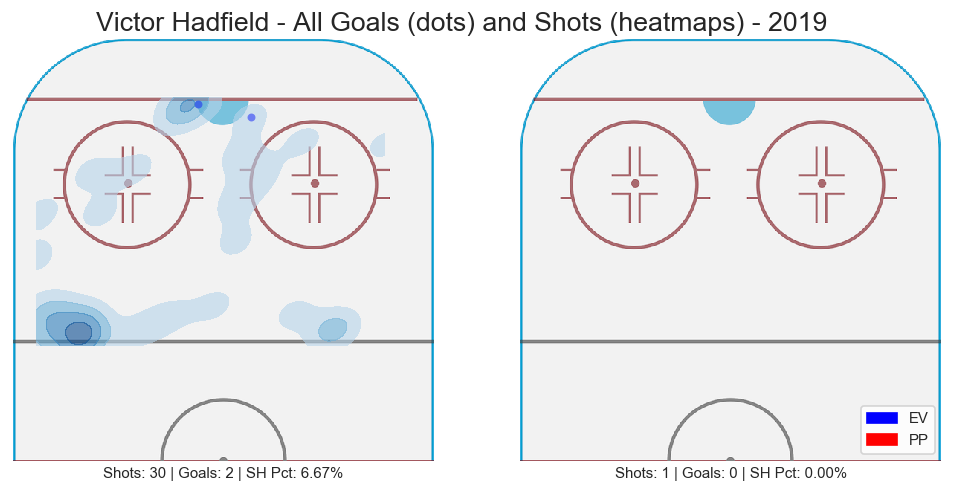 Victor Hadfield - All Goals (dots) and Shots (heatmaps) - 2019
EV
PP
Shots: 30 | Goals: 2 | SH Pct: 6.67%
Shots: 1 | Goals: 0 | SH Pct: 0.00%